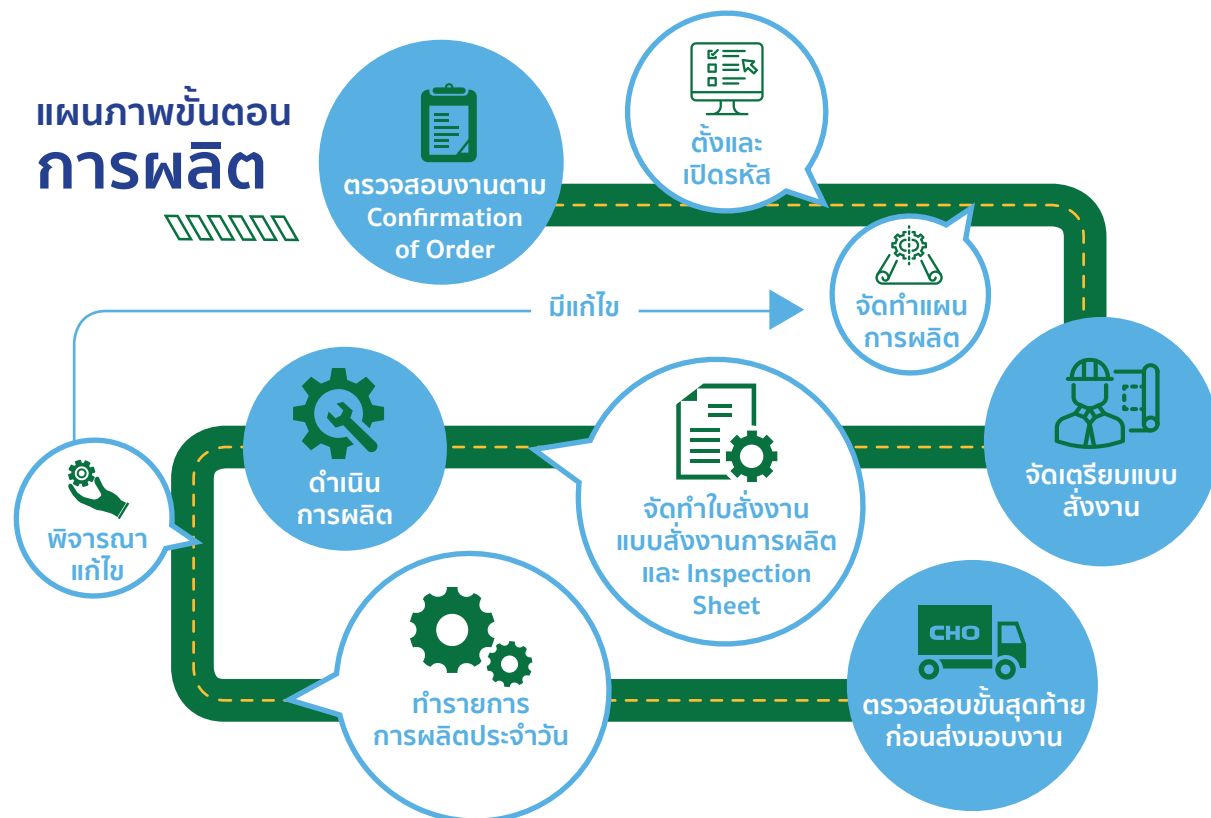 แผนภาพขั้นตอน
การผลิต
ตรวจสอบงานตาม
Confirmation
of Order
ตั้งและ
เปิดรหัส
จัดทำแผน
การผลิต
มีแก้ไข
จัดเตรียมแบบ
สั่งงาน
จัดทำใบสั่งงาน
แบบสั่งงานการผลิต
และ Inspection
Sheet
ดำเนิน
การผลิต
พิจารณา
แก้ไข
ทำรายการ
การผลิตประจำวัน
CHO
ตรวจสอบขั้นสุดท้าย
ก่อนส่งมอบงาน